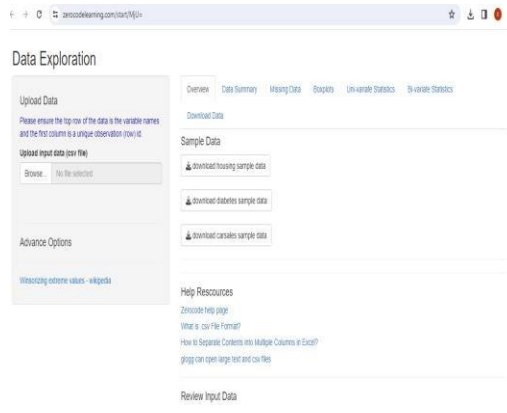 zerocodelearning.com/start/MjU=
Data Exploration
Upload Data
Please ensure the top row of the data is the variable names
and the first column is a unique observation (row) id.
Upload input data (csv file)
Browse... No file selected
Advance Options
Winsorizing extreme values - wikipedia
Overview Data Summary Missing Data Boxplots Uni-variate Statistics Bi-variate Statistics
Download Data
Sample Data
download housing sample data
download diabetes sample data
download carsales sample data
Help Rescources
Zerocode help page
What is .csv File Format?
How to Separate Contents into Multiple Columns in Excel?
glogg can open large text and csv files
Review Input Data